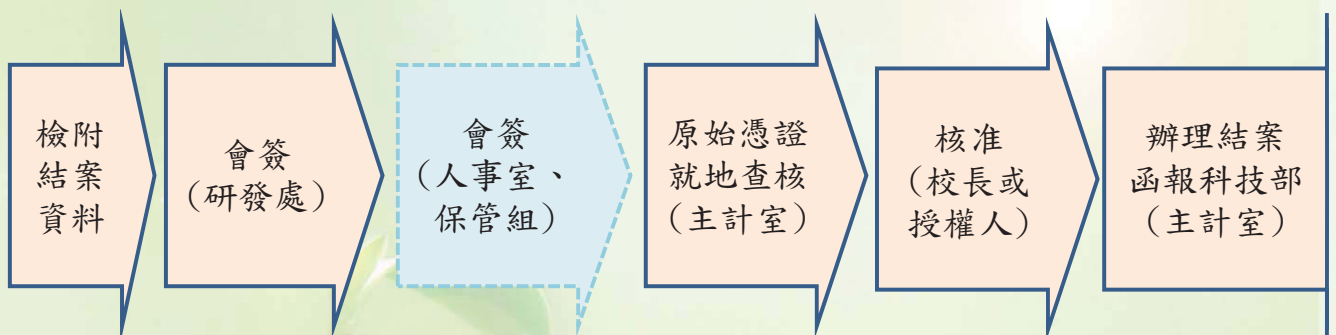 檢附
結案
資料
會簽
(研發處)
會簽
(人事室、
保管組)
原始憑證
就地查核
(主計室)
核准
(校長或
授權人)
辦理結案
函報科技部
(主計室)